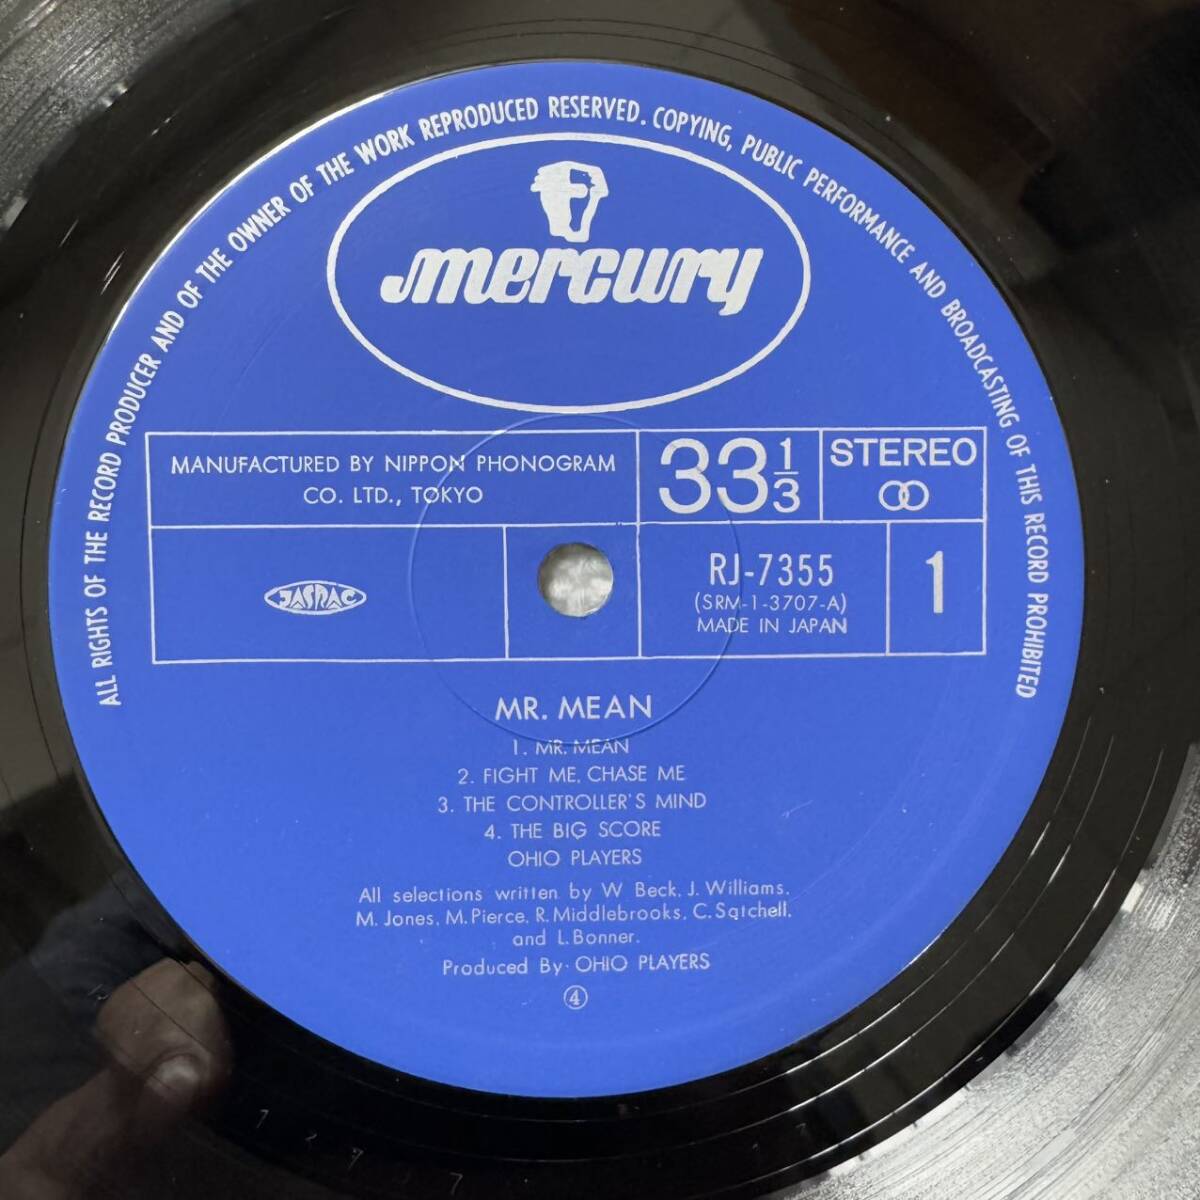 ALL RIGHTS OF THE RECORD PRODUCER AND OF THE OWNER OF THE WORK REPRODUCED RESERVED. COPYING, PUBLIC PERFORMANCE AND BROADCASTING OF THIS RECORD PROHIBITED
mercury
MANUFACTURED BY NIPPON PHONOGRAM
CO. LTD., TOKYO
33 1/3
STEREO
JASRAC
RJ-7355
(SRM-1-3707-A)
MADE IN JAPAN
1
MR. MEAN
1. MR. MEAN
2. FIGHT ME, CHASE ME
3. THE CONTROLLER'S MIND
4. THE BIG SCORE
OHIO PLAYERS
All selections written by W Beck. J. Williams.
M. Jones. M. Pierce. R. Middlebrooks. C. Satchell.
and L. Bonner.
Produced By· OHIO PLAYERS
④